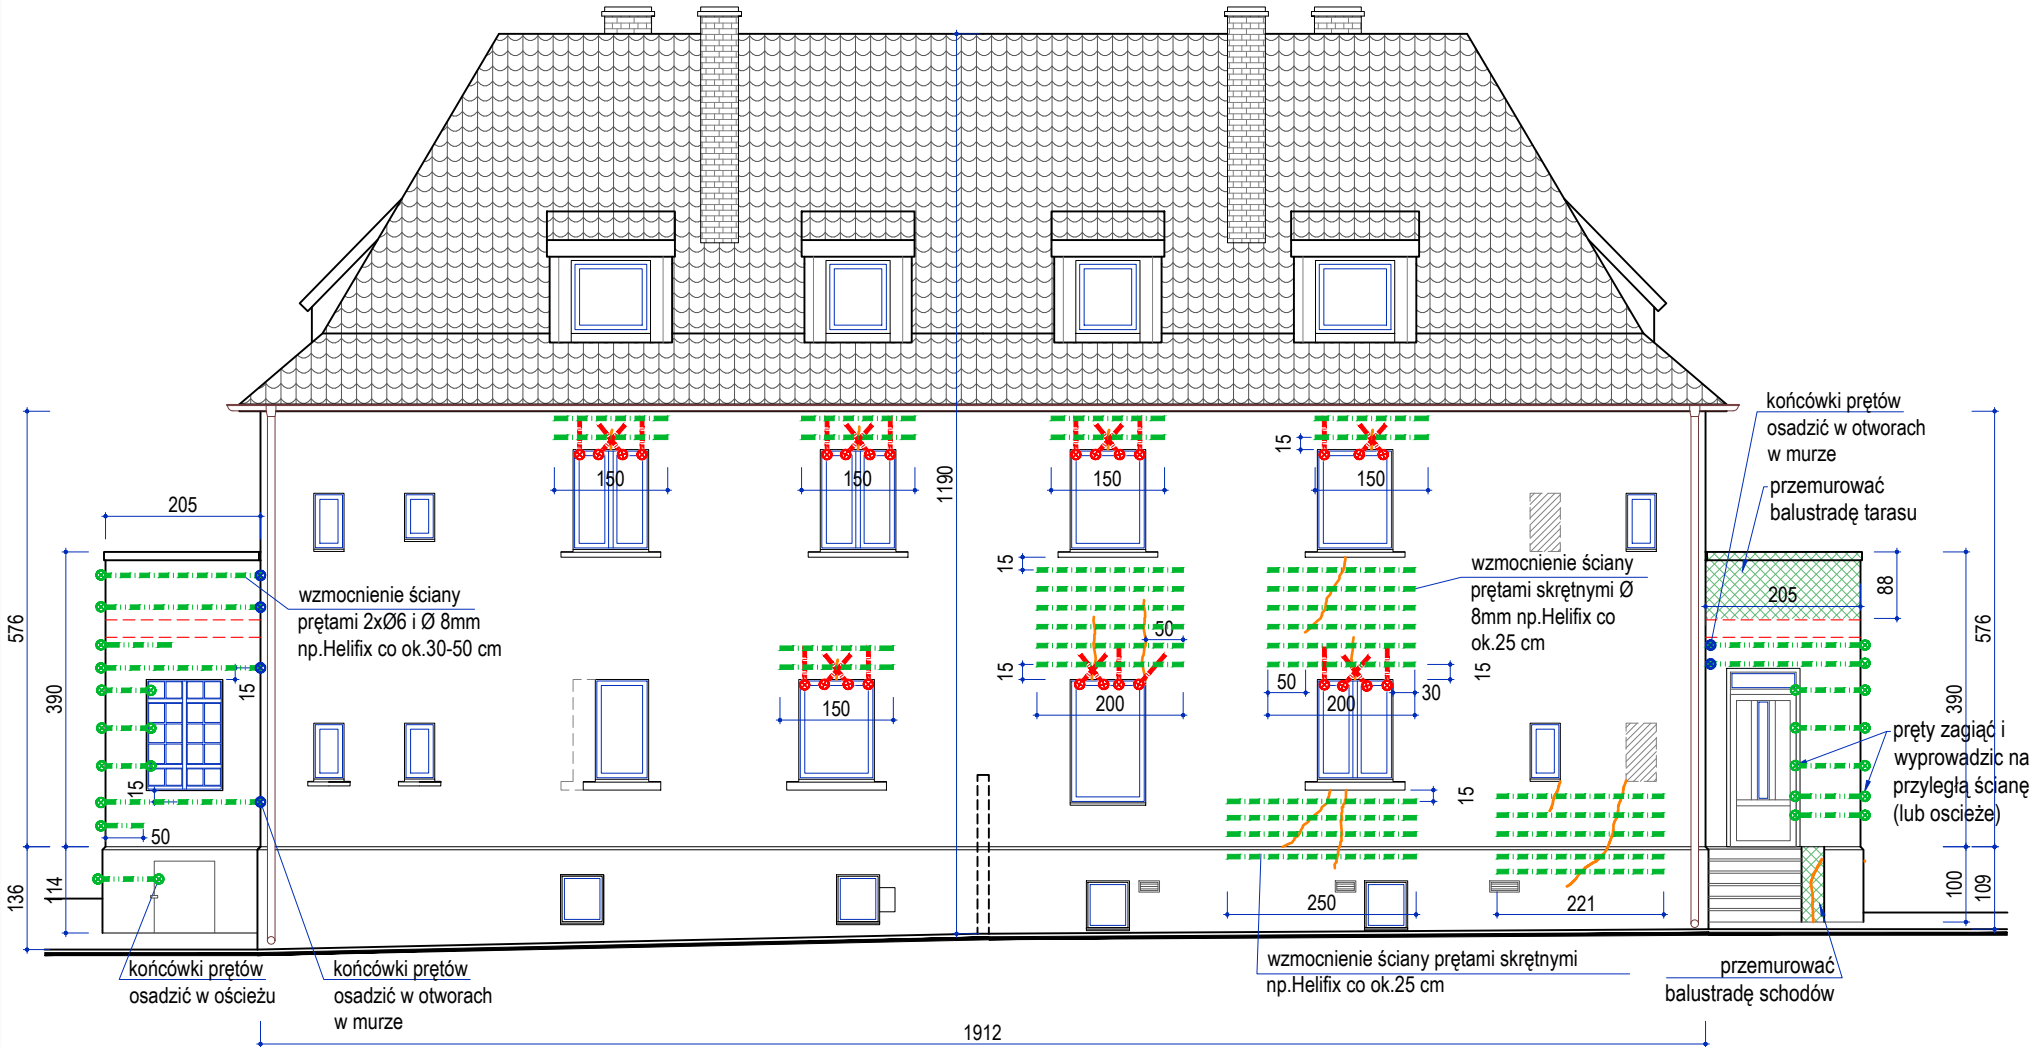 końcówki prętów
osadzić w otworach
w murze
przemurować
balustradę tarasu
15
150
150
150
150
1190
205
205
88
576
576
15
wzmocnienie ściany
prętami skrętnymi Ø
8mm np.Helifix co
ok.25 cm
wzmocnienie ściany
prętami 2xØ6 i Ø 8mm
np.Helifix co ok.30-50 cm
50
15
15
15
50
30
390
390
150
200
200
pręty zagiąć i
wyprowadzic na
przyległą ścianę
(lub oscieże)
15
15
50
136
114
100
109
250
221
końcówki prętów
osadzić w ościeżu
końcówki prętów
osadzić w otworach
w murze
wzmocnienie ściany prętami skrętnymi
np.Helifix co ok.25 cm
przemurować
balustradę schodów
1912